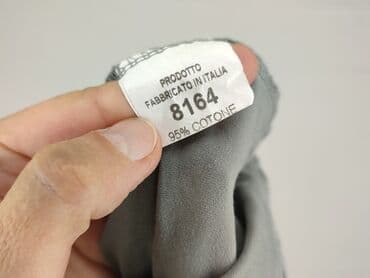 PRODOTTO
FABBRICATO IN ITALIA
8164
95% COTONE